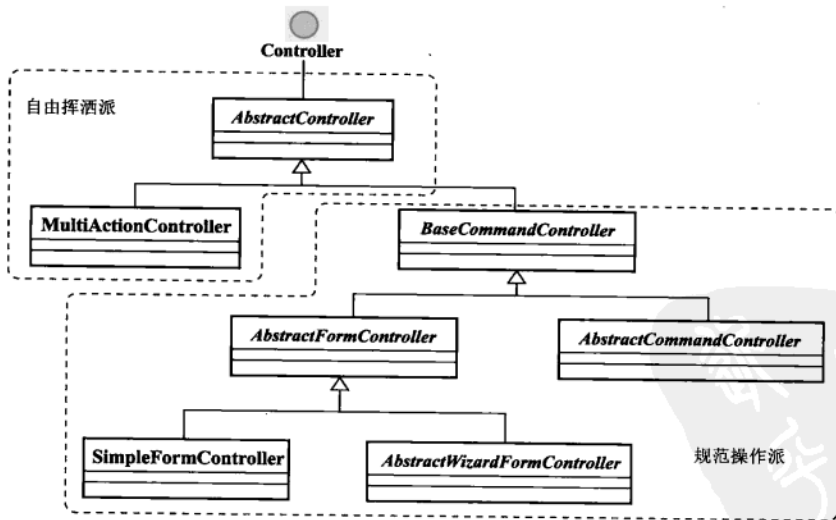 Controller
自由挥洒派
AbstractController
MultiActionController
BaseCommandController
AbstractFormController
AbstractCommandController
SimpleFormController
AbstractWizardFormController
规范操作派